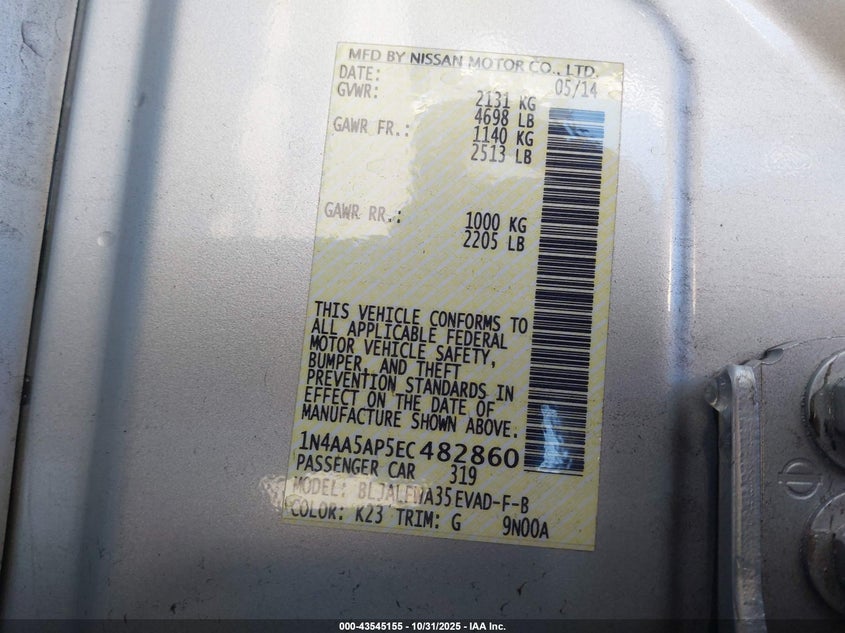 MFD BY NISSAN MOTOR CO., LTD.
DATE: 05/14
GVWR: 2131 KG
4698 LB
GAWR FR.: 1140 KG
2513 LB
GAWR RR.: 1000 KG
2205 LB
THIS VEHICLE CONFORMS TO
ALL APPLICABLE FEDERAL
MOTOR VEHICLE SAFETY,
BUMPER, AND THEFT
PREVENTION STANDARDS IN
EFFECT ON THE DATE OF
MANUFACTURE SHOWN ABOVE.
1N4AA5AP5EC482860
PASSENGER CAR 319
MODEL: EVAD-F-B
COLOR: K23 TRIM: G 9N00A
000-43545155 - 10/31/2025 - IAA Inc.